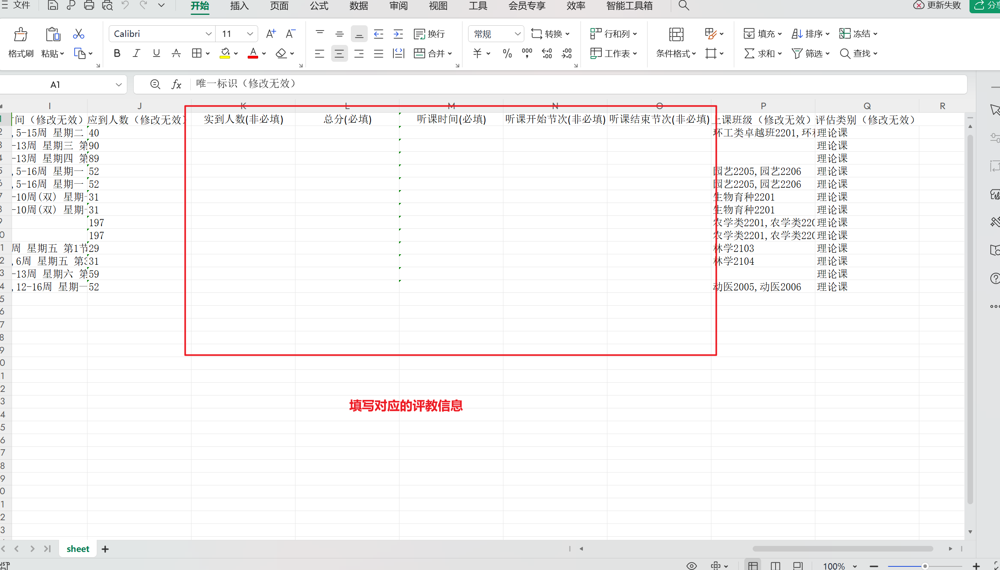 文件 开始 插入 页面 公式 数据 审阅 视图 工具 会员专享 效率 智能工具箱 更新失败
Calibri 11 换行 常规 转换 行和列 填充 排序 冻结
格式刷 粘贴 合并 工作表 条件格式 求和 筛选 查找
A1 唯一标识（修改无效）
I J K L M N O P Q R
间（修改无效） 应到人数（修改无效） 实到人数(非必填) 总分(必填) 听课时间(必填) 听课开始节次(非必填) 听课结束节次(非必填) 上课班级（修改无效） 评估类别（修改无效）
,5-15周 星期二 40 环工类卓越班2201,环 理论课
-13周 星期三 第 90 理论课
-13周 星期四 第 89 理论课
,5-16周 星期一 52 园艺2205,园艺2206 理论课
,5-16周 星期一 52 园艺2205,园艺2206 理论课
-10周(双) 星期 31 生物育种2201 理论课
-10周(双) 星期 31 生物育种2201 理论课
197 农学类2201,农学类220 理论课
197 农学类2201,农学类220 理论课
周 星期五 第1节 29 林学2103 理论课
,6周 星期五 第 31 林学2104 理论课
-13周 星期六 第 59 理论课
,12-16周 星期一 52 动医2005,动医2006 理论课
填写对应的评教信息
sheet
100%